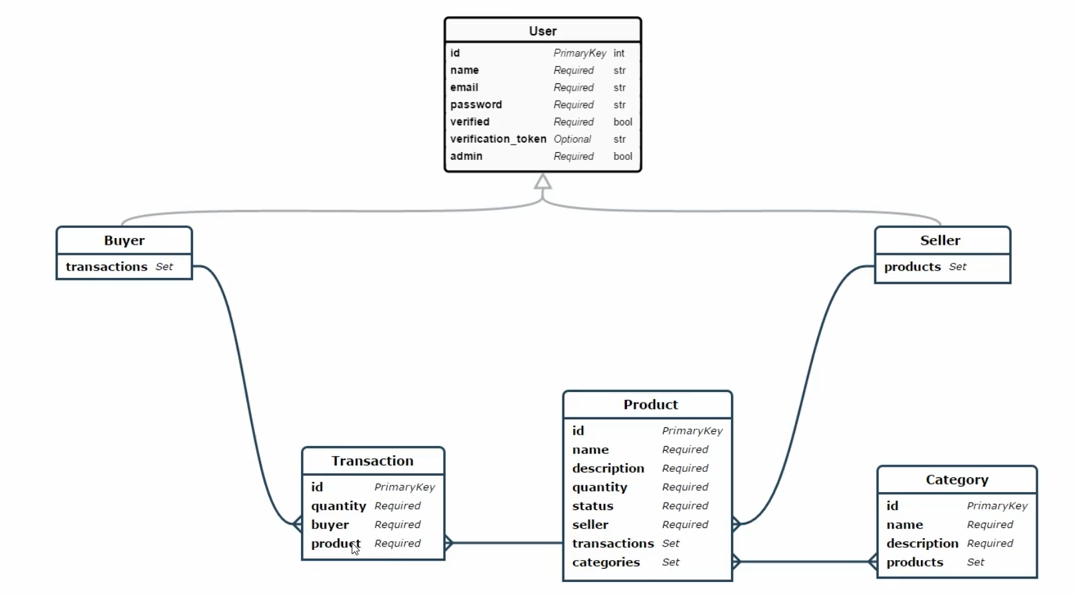 User
id PrimaryKey int
name Required str
email Required str
password Required str
verified Required bool
verification_token Optional str
admin Required bool
Buyer
transactions Set
Seller
products Set
Transaction
id PrimaryKey
quantity Required
buyer Required
product Required
Product
id PrimaryKey
name Required
description Required
quantity Required
status Required
seller Required
transactions Set
categories Set
Category
id PrimaryKey
name Required
description Required
products Set